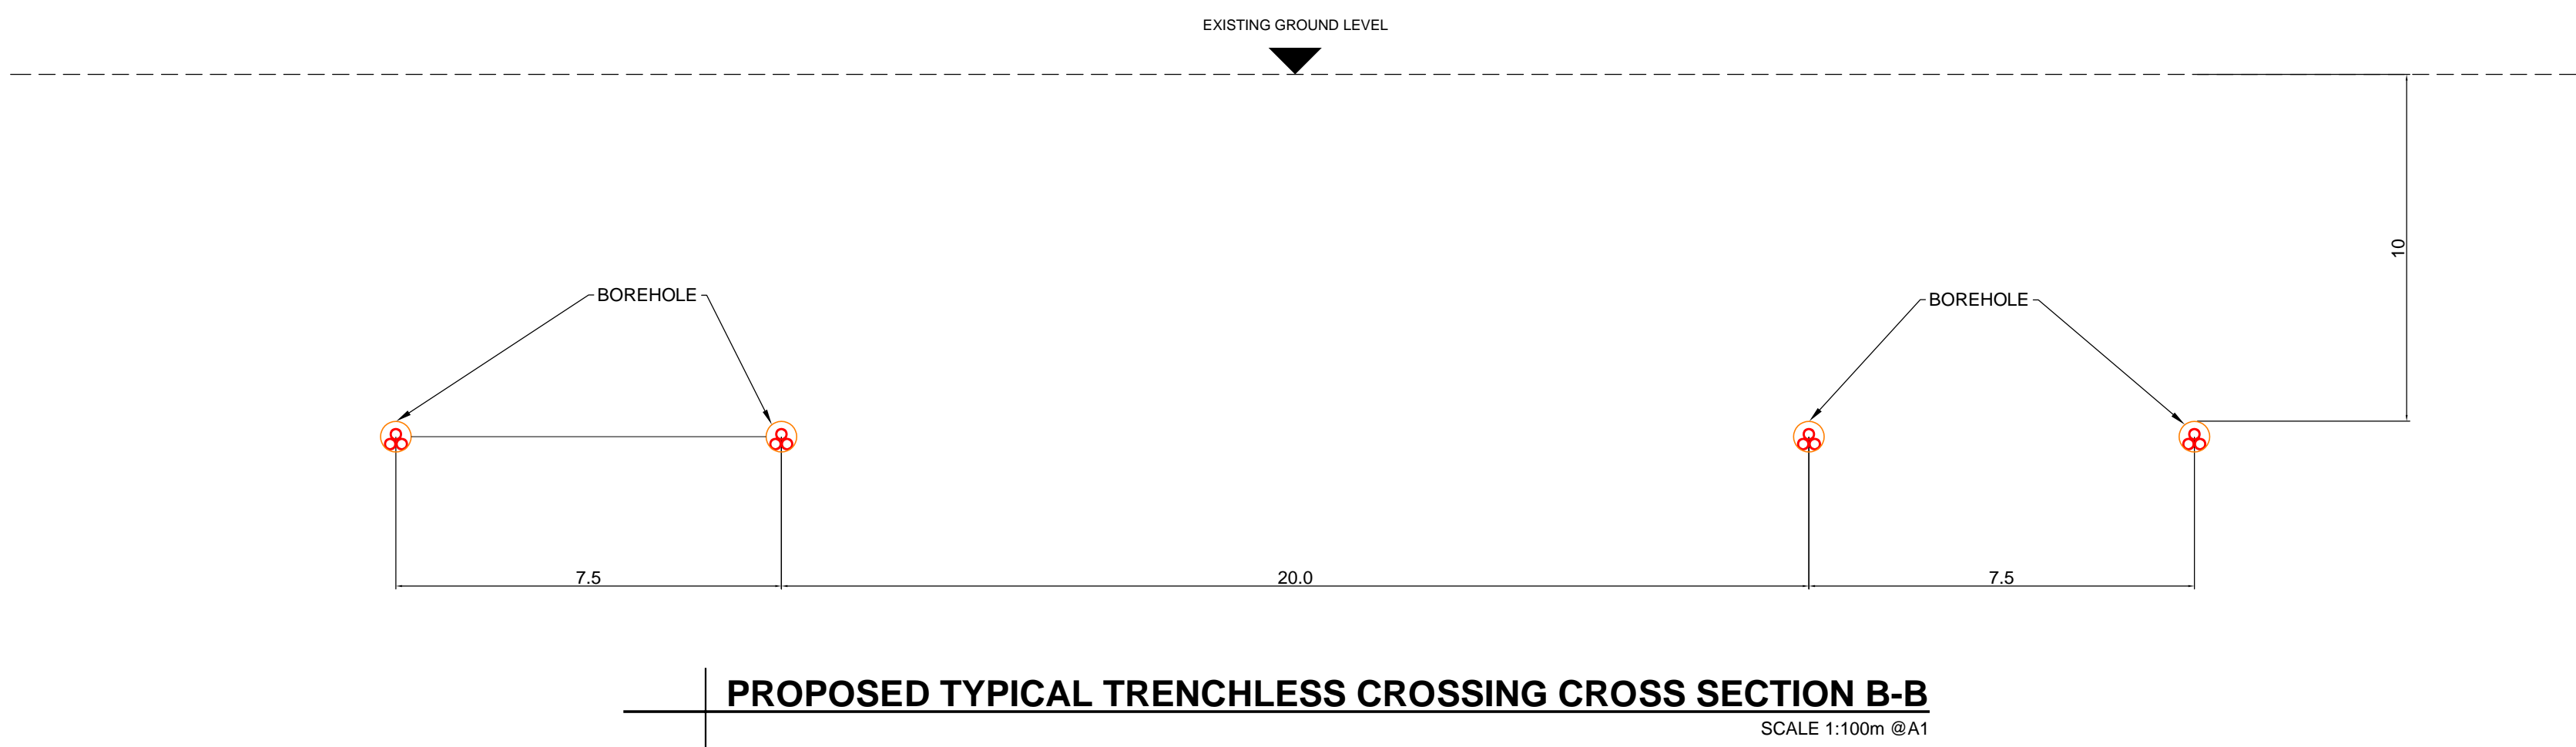 EXISTING GROUND LEVEL
10
BOREHOLE
BOREHOLE
7.5
20.0
7.5
PROPOSED TYPICAL TRENCHLESS CROSSING CROSS SECTION B-B
SCALE 1:100m @A1